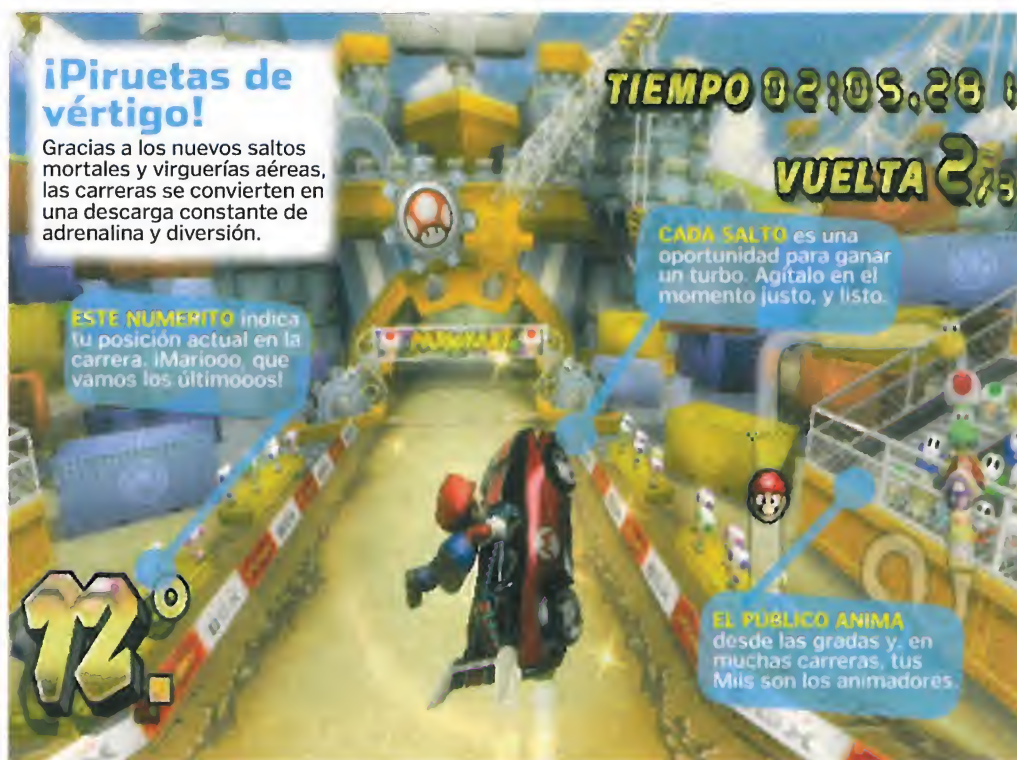 ¡Piruetas de
vértigo!
Gracias a los nuevos saltos
mortales y virguerías aéreas,
las carreras se convierten en
una descarga constante de
adrenalina y diversión.
TIEMPO 02:05.281
VUELTA 2/3
CADA SALTO es una
oportunidad para ganar
un turbo. Agítalo en el
momento justo, y listo.
ESTE NUMERITO indica
tu posición actual en la
carrera. ¡Mariooo, que
vamos los últimooos!
12.º
EL PÚBLICO ANIMA
desde las gradas y, en
muchas carreras, tus
Miis son los animadores.